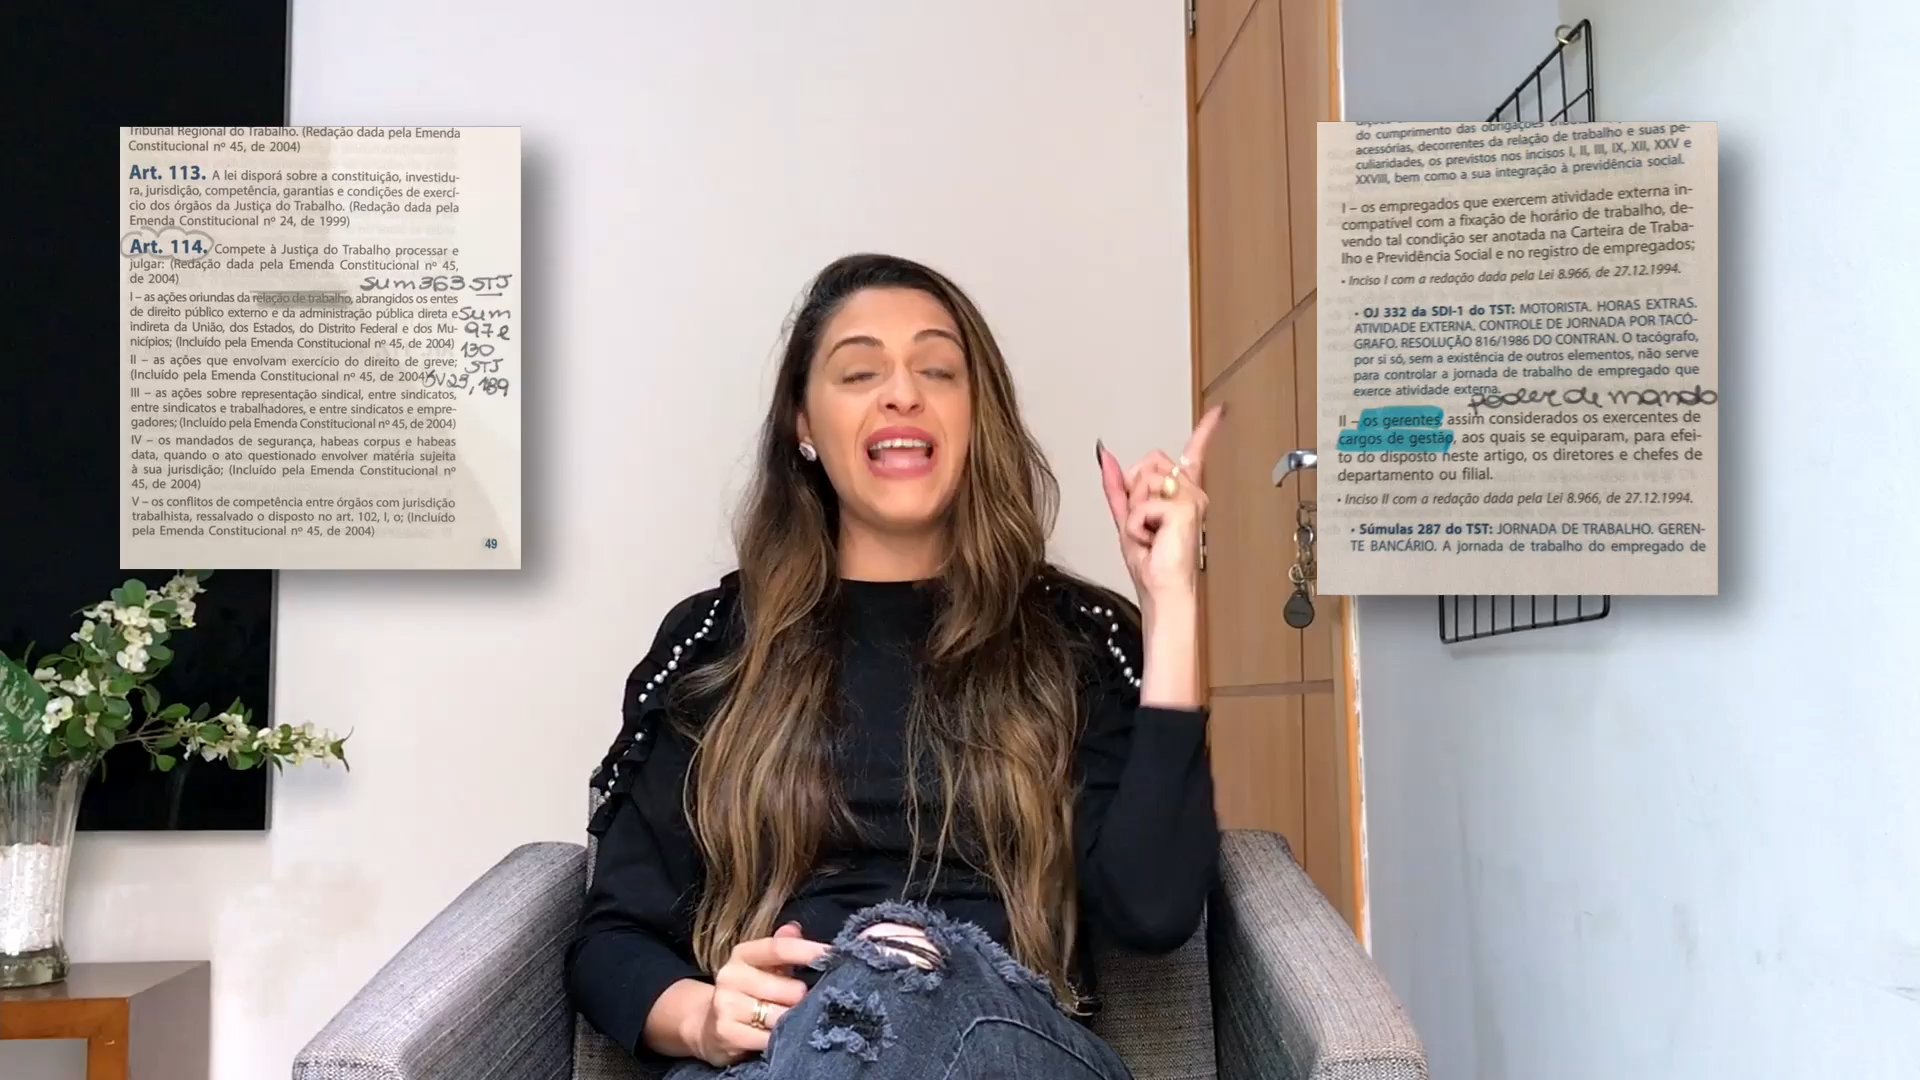 Tribunal Regional do Trabalho. (Redação dada pela Emenda
Constitucional nº 45, de 2004)
Art. 113. A lei disporá sobre a constituição, investidu-
ra, jurisdição, competência, garantias e condições de exercí-
cio dos órgãos da Justiça do Trabalho. (Redação dada pela
Emenda Constitucional nº 24, de 1999)
Art. 114. Compete à Justiça do Trabalho processar e
julgar: (Redação dada pela Emenda Constitucional nº 45,
de 2004)
Sum 363 STJ
I – as ações oriundas da relação de trabalho, abrangidos os entes
de direito público externo e da administração pública direta e
indireta da União, dos Estados, do Distrito Federal e dos Mu-
nicípios; (Incluído pela Emenda Constitucional nº 45, de 2004)
Sum
97 e
130
STJ
II – as ações que envolvam exercício do direito de greve;
(Incluído pela Emenda Constitucional nº 45, de 2004)
SV 23, 189
III – as ações sobre representação sindical, entre sindicatos,
entre sindicatos e trabalhadores, e entre sindicatos e empre-
gadores; (Incluído pela Emenda Constitucional nº 45, de 2004)
IV – os mandados de segurança, habeas corpus e habeas
data, quando o ato questionado envolver matéria sujeita
à sua jurisdição; (Incluído pela Emenda Constitucional nº
45, de 2004)
V – os conflitos de competência entre órgãos com jurisdição
trabalhista, ressalvado o disposto no art. 102, I, o; (Incluído
pela Emenda Constitucional nº 45, de 2004)
49
do cumprimento das obrigações
acessórias, decorrentes da relação de trabalho e suas pe-
culiaridades, os previstos nos incisos I, II, III, IX, XII, XXV e
XXVIII, bem como a sua integração à previdência social.
I – os empregados que exercem atividade externa in-
compatível com a fixação de horário de trabalho, de-
vendo tal condição ser anotada na Carteira de Traba-
lho e Previdência Social e no registro de empregados;
• Inciso I com a redação dada pela Lei 8.966, de 27.12.1994.
• OJ 332 da SDI-1 do TST: MOTORISTA. HORAS EXTRAS.
ATIVIDADE EXTERNA. CONTROLE DE JORNADA POR TACÓ-
GRAFO. RESOLUÇÃO 816/1986 DO CONTRAN. O tacógrafo,
por si só, sem a existência de outros elementos, não serve
para controlar a jornada de trabalho de empregado que
exerce atividade externa.
poder de mando
II – os gerentes, assim considerados os exercentes de
cargos de gestão, aos quais se equiparam, para efei-
to do disposto neste artigo, os diretores e chefes de
departamento ou filial.
• Inciso II com a redação dada pela Lei 8.966, de 27.12.1994.
• Súmulas 287 do TST: JORNADA DE TRABALHO. GEREN-
TE BANCÁRIO. A jornada de trabalho do empregado de